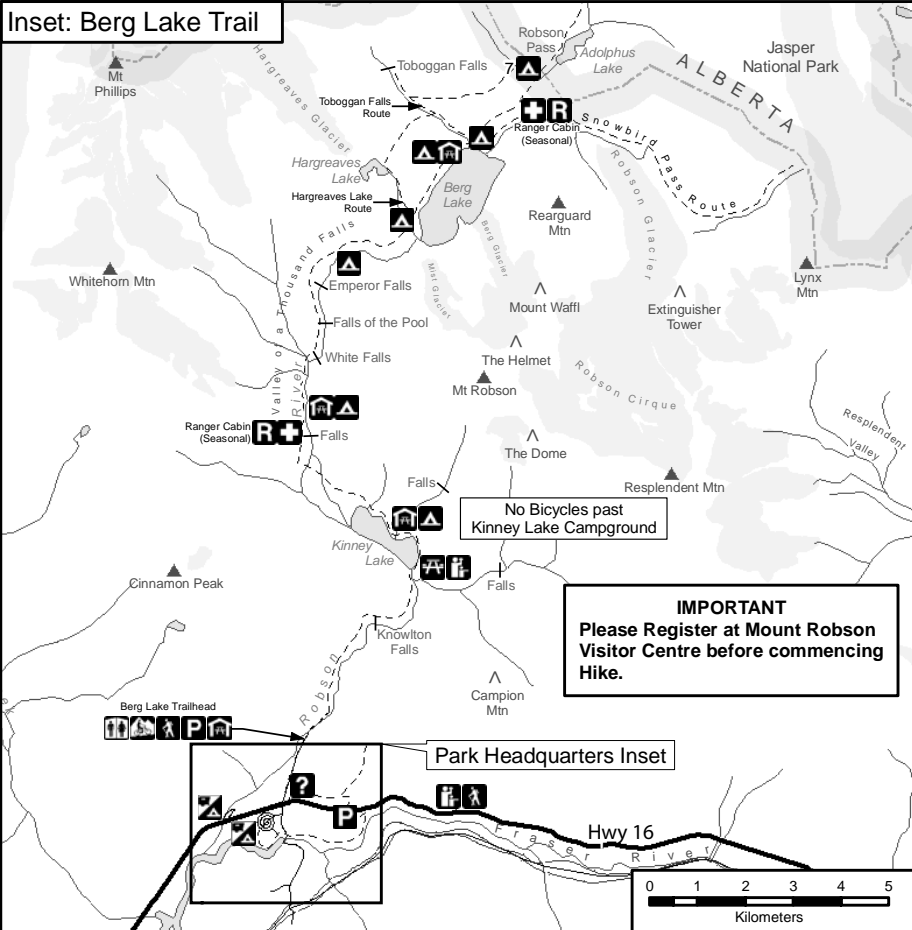 Inset: Berg Lake Trail
Robson
Pass
Adolphus
Lake
Jasper
National Park
ALBERTA
Mt
Phillips
Hargreaves Glacier
Toboggan Falls
7
Toboggan Falls
Route
R
Ranger Cabin
(Seasonal)
Snowbird Pass Route
Hargreaves
Lake
Berg
Lake
Robson Glacier
Hargreaves Lake
Route
Rearguard
Mtn
Valley of a Thousand Falls
Berg Glacier
Mist Glacier
Whitehorn Mtn
Emperor Falls
Mount Waffl
Extinguisher
Tower
Lynx
Mtn
Falls of the Pool
White Falls
The Helmet
Mt Robson
Robson Cirque
River
Ranger Cabin
(Seasonal)
R
Falls
The Dome
Resplendent
Valley
Falls
Resplendent Mtn
No Bicycles past
Kinney Lake Campground
Kinney
Lake
Falls
Cinnamon Peak
IMPORTANT
Please Register at Mount Robson
Visitor Centre before commencing
Hike.
Knowlton
Falls
Robson
Campion
Mtn
Berg Lake Trailhead
P
Park Headquarters Inset
?
P
Fraser River
Hwy 16
0 1 2 3 4 5
Kilometers